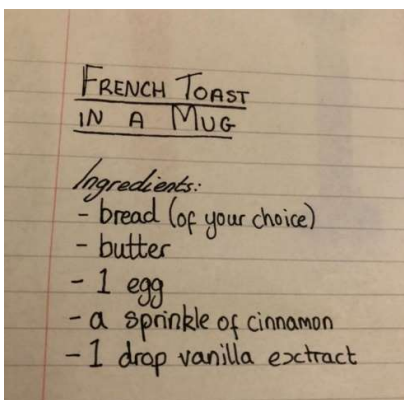 FRENCH TOAST
IN A MUG
Ingredients:
- bread (of your choice)
- butter
- 1 egg
- a sprinkle of cinnamon
- 1 drop vanilla extract